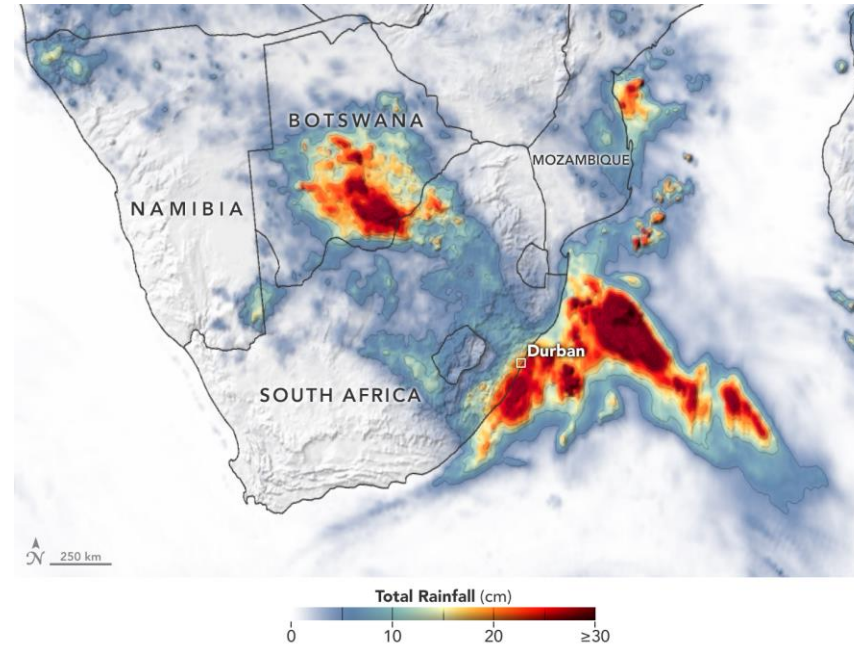 BOTSWANA
MOZAMBIQUE
NAMIBIA
Durban
SOUTH AFRICA
N
250 km
Total Rainfall (cm)
0 10 20 ≥30